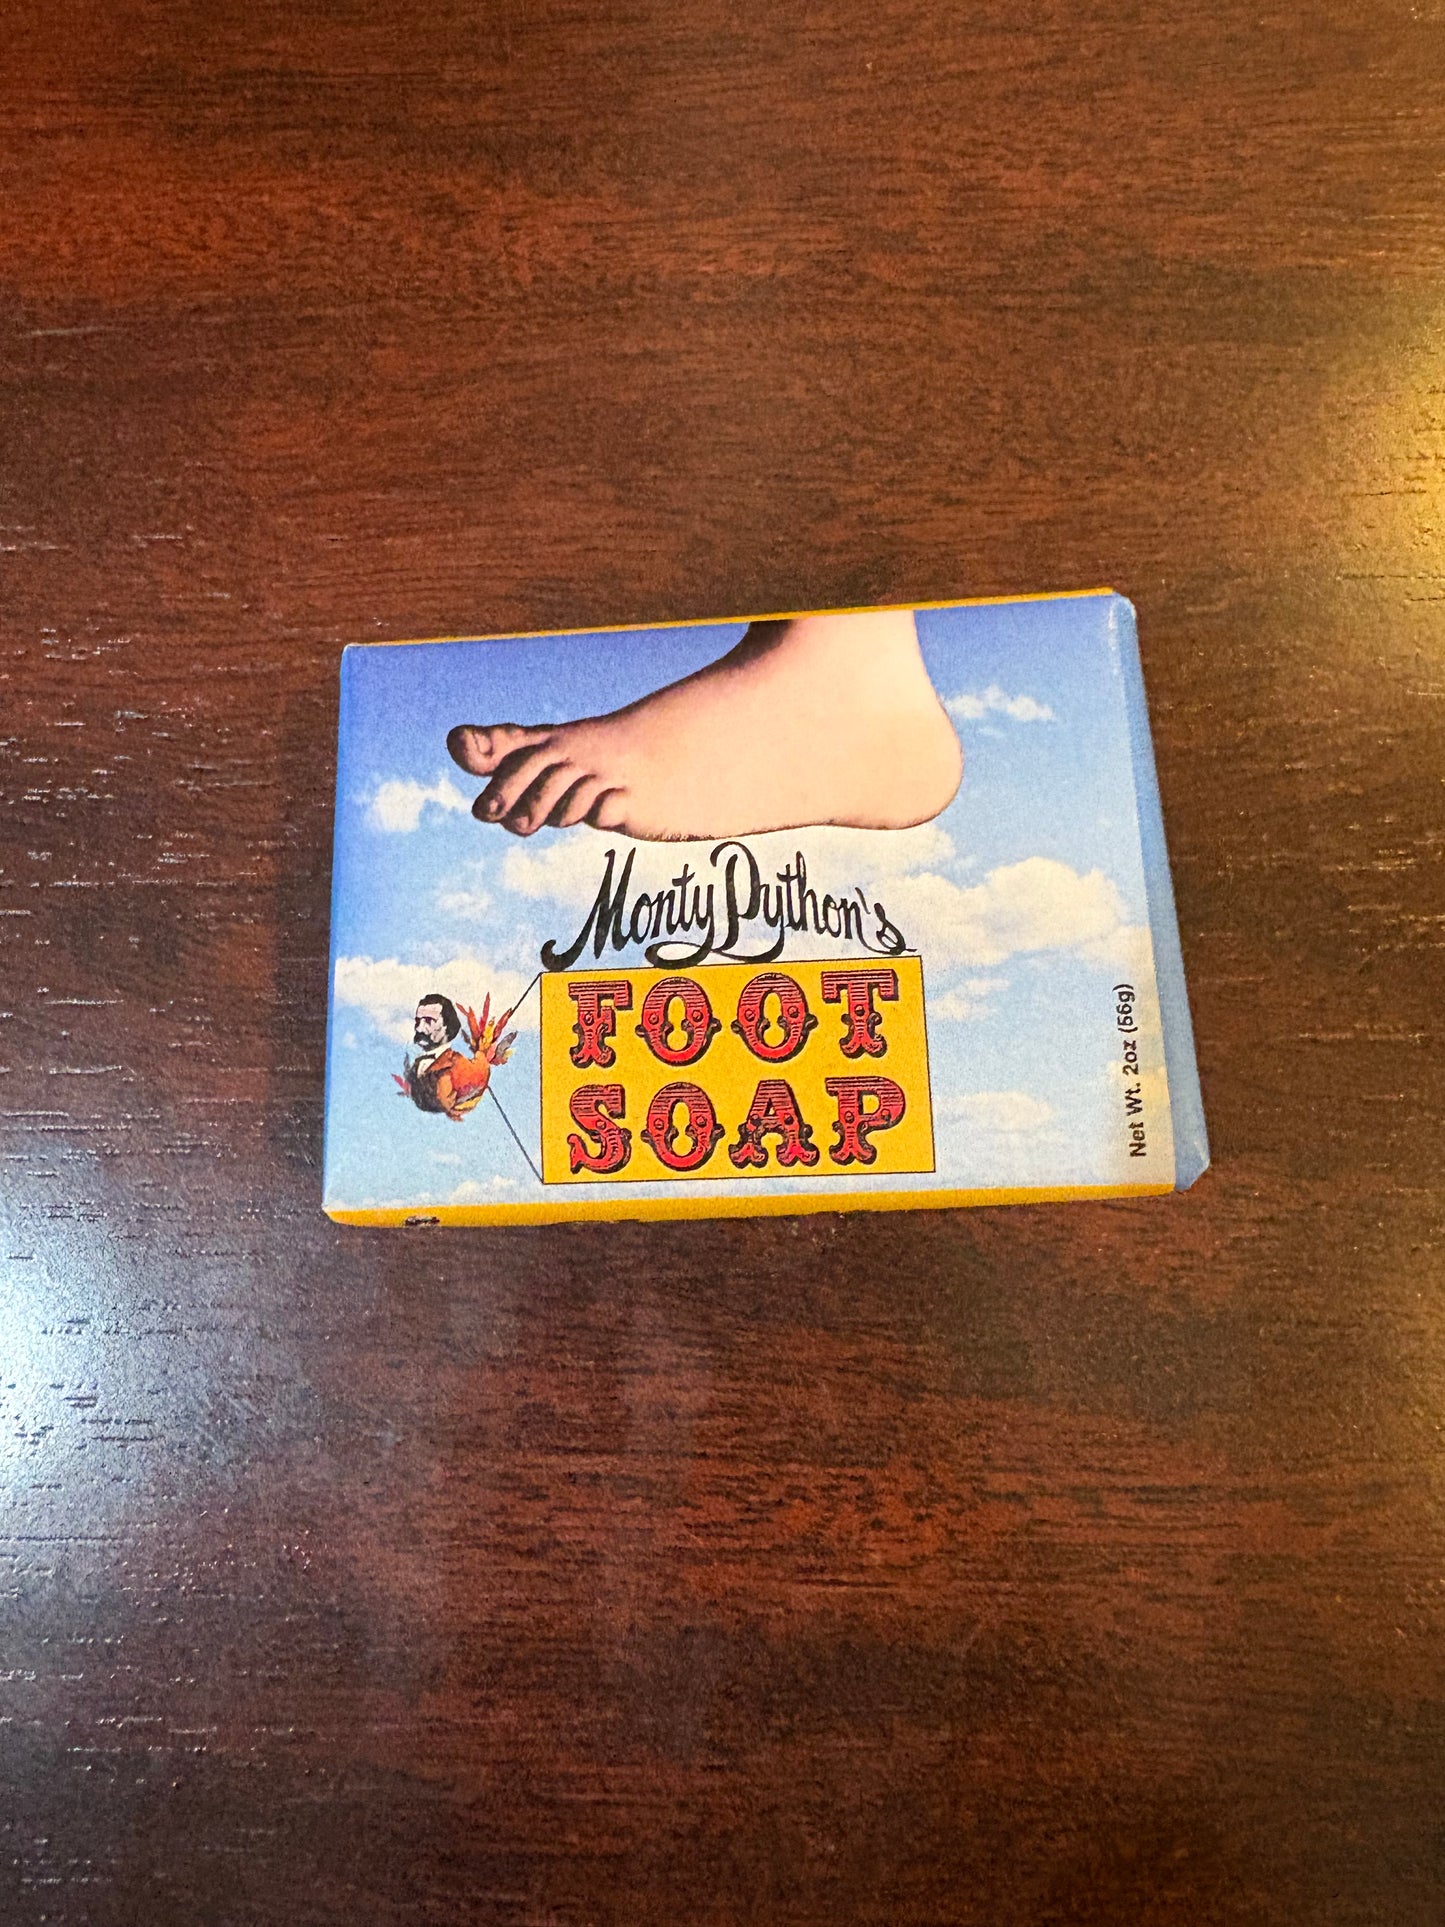 Monty Python's
FOOT
SOAP
Net Wt. 2oz (56g)